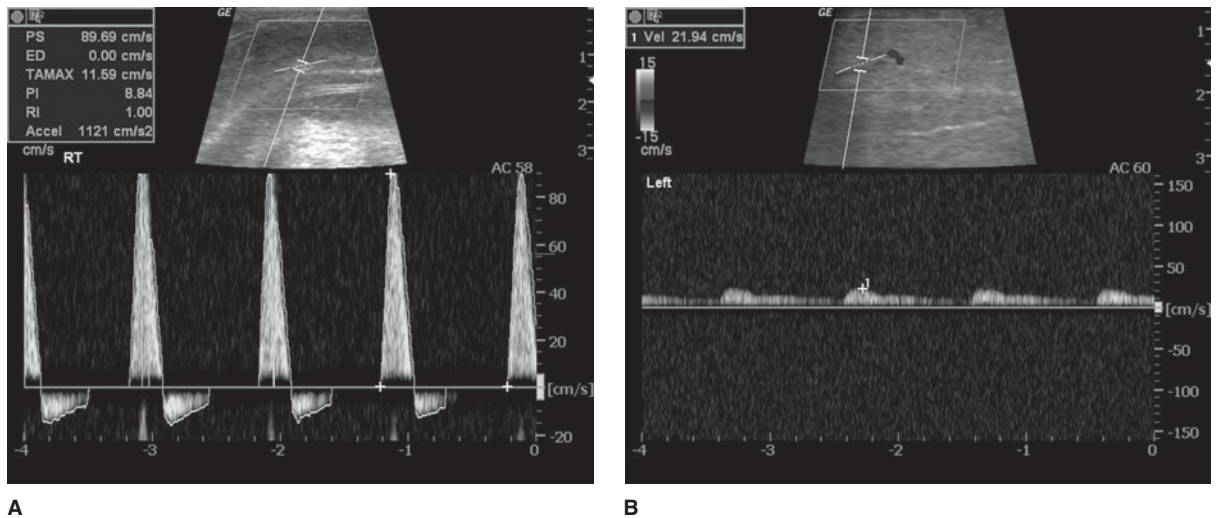 GE
PS 89.69 cm/s
ED 0.00 cm/s
TAMAX 11.59 cm/s
PI 8.84
RI 1.00
Accel 1121 cm/s2
cm/s
RT
1
2
3
AC 58
80
60
40
20
[cm/s]
-20
-4 -3 -2 -1 0
A
GE
1 Vel 21.94 cm/s
15
-15
cm/s
1
2
3
AC 60
Left
150
100
50
[cm/s]
-50
-100
-150
1
-4 -3 -2 -1 0
B